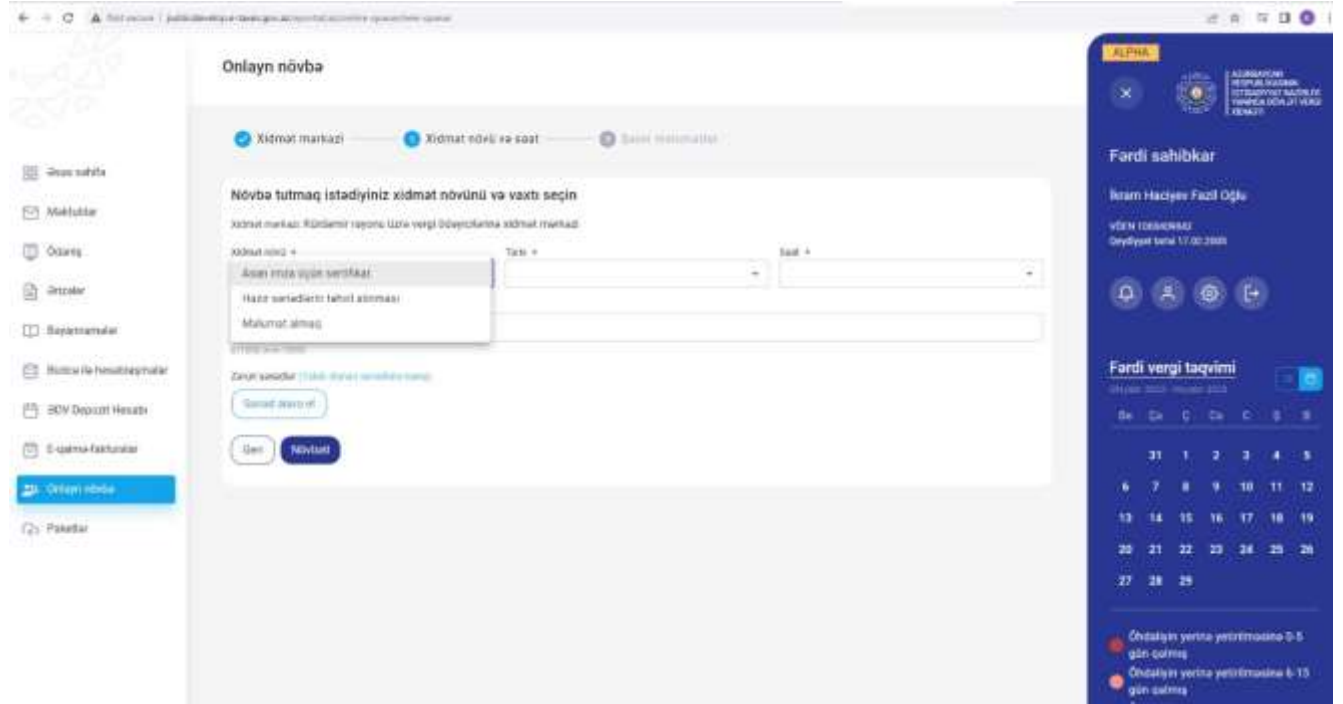 Onlayn növbə
Xidmət mərkəzi
Xidmət növü və saat
Əsas səhifə
Məktublar
Ödəniş
Ərizələr
Bəyannamələr
Büdcə ilə hesablaşmalar
ƏDV Depozit Hesabı
E-qaimə-fakturalar
Onlayn növbə
Paketlər
Növbə tutmaq istədiyiniz xidmət növünü və vaxtı seçin
Xidmət mərkəzi: Kürdəmir rayonu üzrə vergi ödəyicilərinə xidmət mərkəzi
Xidmət növü *
Tarix *
Saat *
Asan imza üçün sertifikat
Hazır sənədlərin təhvil alınması
Məlumat almaq
Zəruri sənədlər
Sənəd əlavə et
Geri
Növbəti
ALPHA
Fərdi sahibkar
İkram Hacıyev Fazil Oğlu
VÖEN
Qeydiyyat tarixi 17.02.2005
Fərdi vergi təqvimi
Be Ça Ç Ca C Ş B
31 1 2 3 4 5
6 7 8 9 10 11 12
13 14 15 16 17 18 19
20 21 22 23 24 25 26
27 28 29
Öhdəliyin yerinə yetirilməsinə 0-5
gün qalmış
Öhdəliyin yerinə yetirilməsinə 6-15
gün qalmış